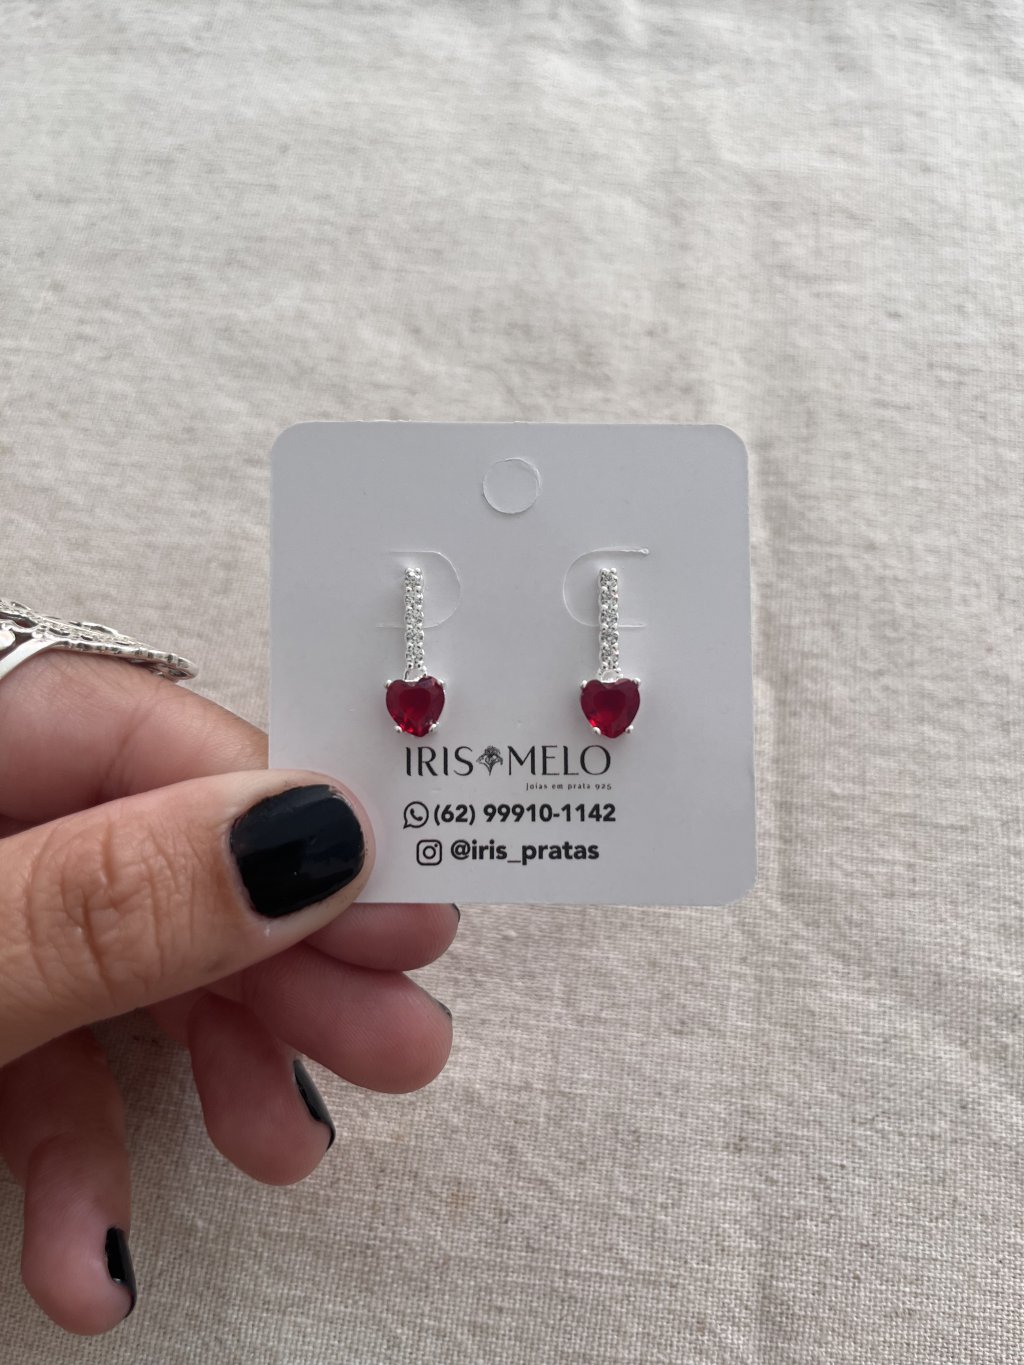 IRIS MELO
Joias em prata 925
(62) 99910-1142
@iris_pratas